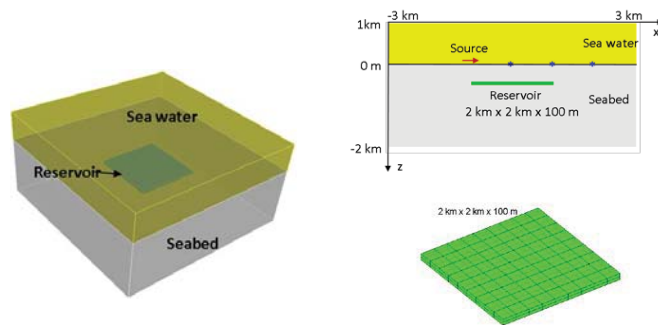 Sea water
Reservoir
Seabed
-3 km
3 km
1km
x
Source
Sea water
0 m
Reservoir
2 km x 2 km x 100 m
Seabed
-2 km
z
2 km x 2 km x 100 m